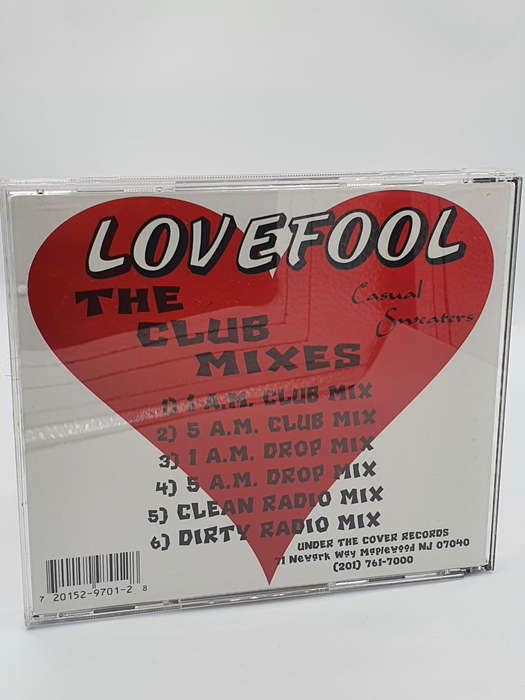 LOVEFOOL
THE
CLUB
MIXES
Casual
Sweaters
1) 1 A.M. CLUB MIX
2) 5 A.M. CLUB MIX
3) 1 A.M. DROP MIX
4) 5 A.M. DROP MIX
5) CLEAN RADIO MIX
6) DIRTY RADIO MIX
UNDER THE COVER RECORDS
71 Newark Way Maplewood NJ 07040
(201) 761-7000
7 20152-9701-2 8